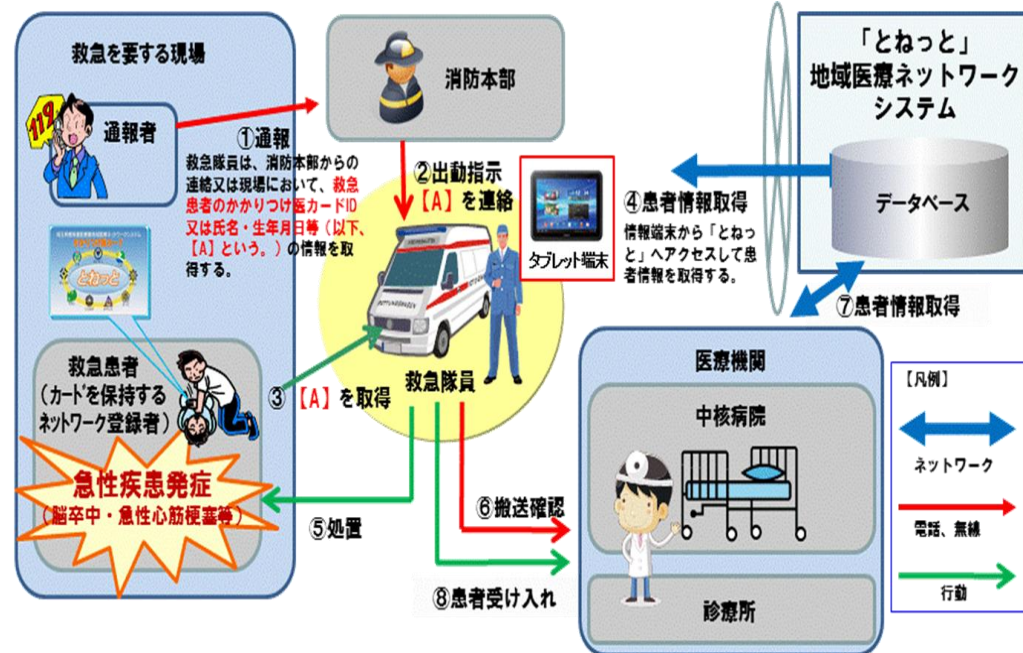 救急を要する現場
119
通報者
①通報
救急隊員は、消防本部からの
連絡又は現場において、救急
患者のかかりつけ医カードID
又は氏名・生年月日等（以下、
【A】という。）の情報を取
得する。
とねっと
救急患者
（カードを保持する
ネットワーク登録者）
急性疾患発症
（脳卒中・急性心筋梗塞等）
消防本部
②出動指示
【A】を連絡
③【A】を取得
救急隊員
タブレット端末
④患者情報取得
情報端末から「とねっ
と」へアクセスして患
者情報を取得する。
「とねっと」
地域医療ネットワーク
システム
データベース
⑦患者情報取得
⑤処置
⑥搬送確認
⑧患者受け入れ
医療機関
中核病院
診療所
【凡例】
ネットワーク
電話、無線
行動